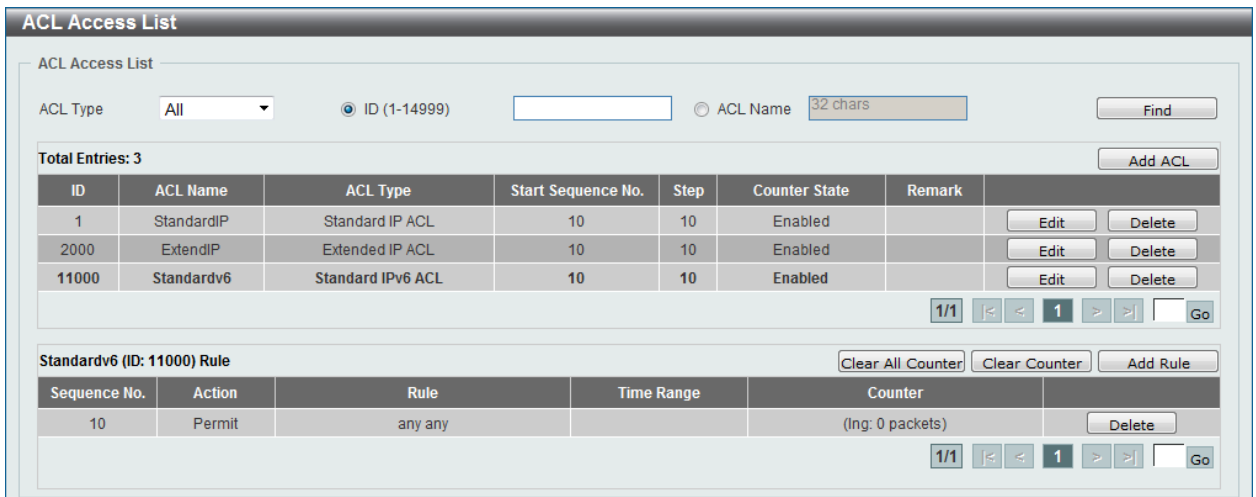 ACL Access List
ACL Access List
ACL Type All ID (1-14999) ACL Name 32 chars Find
Total Entries: 3 Add ACL
ID ACL Name ACL Type Start Sequence No. Step Counter State Remark
1 StandardIP Standard IP ACL 10 10 Enabled Edit Delete
2000 ExtendIP Extended IP ACL 10 10 Enabled Edit Delete
11000 Standardv6 Standard IPv6 ACL 10 10 Enabled Edit Delete
1/1 |< < 1 > >| Go
Standardv6 (ID: 11000) Rule Clear All Counter Clear Counter Add Rule
Sequence No. Action Rule Time Range Counter
10 Permit any any (Ing: 0 packets) Delete
1/1 |< < 1 > >| Go